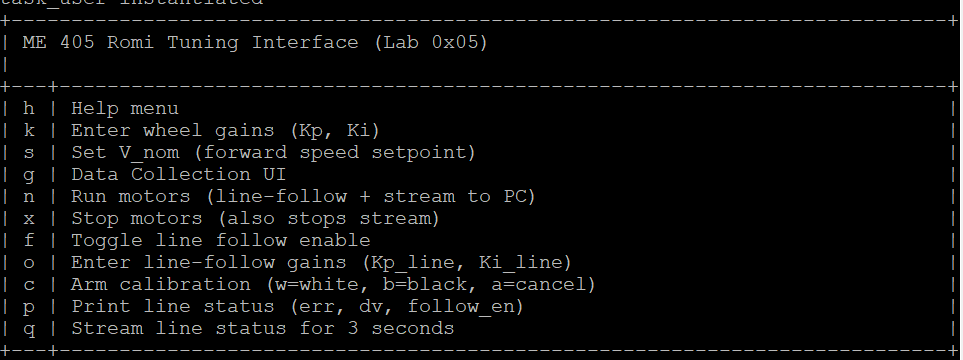 task_user instantiated
+------------------------------------------------------------------------------+
| ME 405 Romi Tuning Interface (Lab 0x05)
|
+---+--------------------------------------------------------------------------+
| h | Help menu                                                                |
| k | Enter wheel gains (Kp, Ki)                                               |
| s | Set V_nom (forward speed setpoint)                                       |
| g | Data Collection UI                                                       |
| n | Run motors (line-follow + stream to PC)                                  |
| x | Stop motors (also stops stream)                                          |
| f | Toggle line follow enable                                                |
| o | Enter line-follow gains (Kp_line, Ki_line)                               |
| c | Arm calibration (w=white, b=black, a=cancel)                             |
| p | Print line status (err, dv, follow_en)                                   |
| q | Stream line status for 3 seconds                                         |
+---+--------------------------------------------------------------------------+